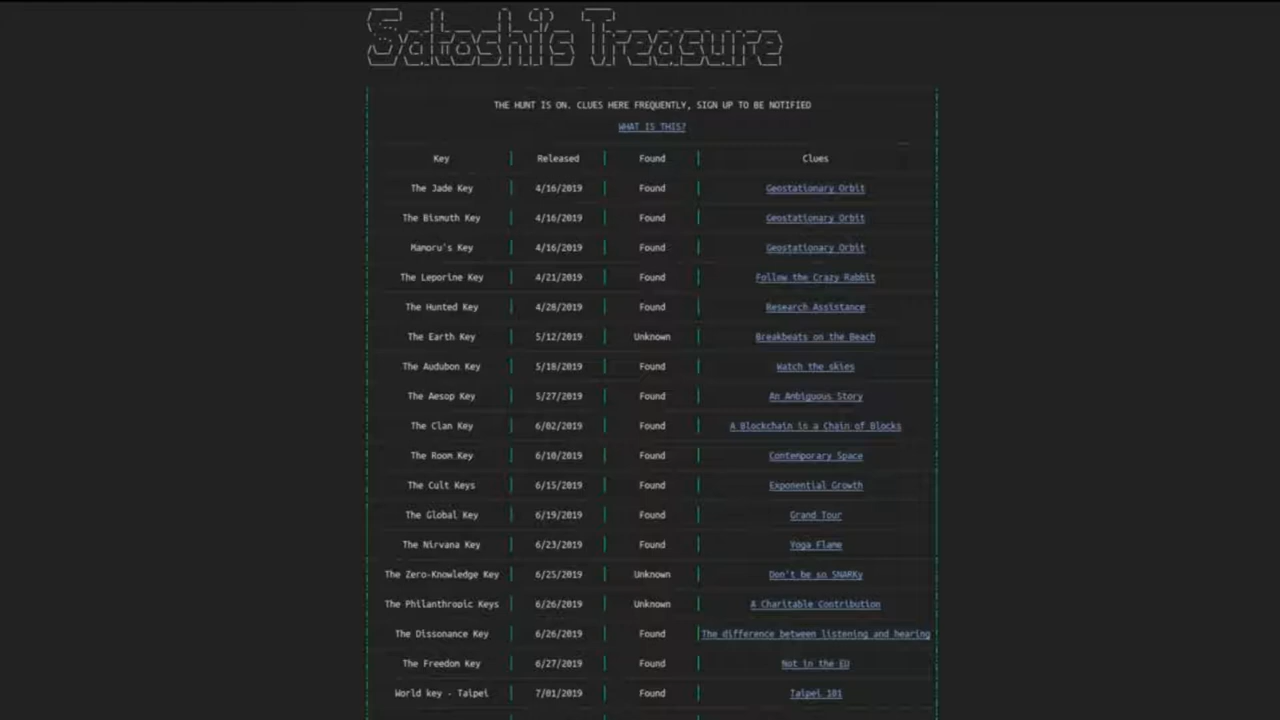 Satoshi's Treasure
THE HUNT IS ON. CLUES HERE FREQUENTLY, SIGN UP TO BE NOTIFIED
WHAT IS THIS?
Key | Released | Found | Clues
The Jade Key | 4/16/2019 | Found | Geostationary Orbit
The Bismuth Key | 4/16/2019 | Found | Geostationary Orbit
Mamoru's Key | 4/16/2019 | Found | Geostationary Orbit
The Leporine Key | 4/21/2019 | Found | Follow the Crazy Rabbit
The Hunted Key | 4/28/2019 | Found | Research Assistance
The Earth Key | 5/12/2019 | Unknown | Breakbeats on the Beach
The Audubon Key | 5/18/2019 | Found | Watch the skies
The Aesop Key | 5/27/2019 | Found | An Ambiguous Story
The Clan Key | 6/02/2019 | Found | A Blockchain is a Chain of Blocks
The Room Key | 6/10/2019 | Found | Contemporary Space
The Cult Keys | 6/15/2019 | Found | Exponential Growth
The Global Key | 6/19/2019 | Found | Grand Tour
The Nirvana Key | 6/23/2019 | Found | Yoga Flame
The Zero-Knowledge Key | 6/25/2019 | Unknown | Don't be so SNARKy
The Philanthropic Keys | 6/26/2019 | Unknown | A Charitable Contribution
The Dissonance Key | 6/26/2019 | Found | The difference between listening and hearing
The Freedom Key | 6/27/2019 | Found | Not in the EU
World key - Taipei | 7/01/2019 | Found | Taipei 101